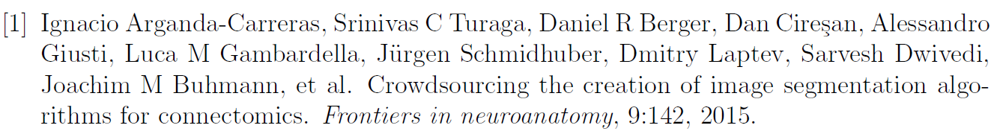 [1] Ignacio Arganda-Carreras, Srinivas C Turaga, Daniel R Berger, Dan Cireşan, Alessandro
Giusti, Luca M Gambardella, Jürgen Schmidhuber, Dmitry Laptev, Sarvesh Dwivedi,
Joachim M Buhmann, et al. Crowdsourcing the creation of image segmentation algo-
rithms for connectomics. Frontiers in neuroanatomy, 9:142, 2015.